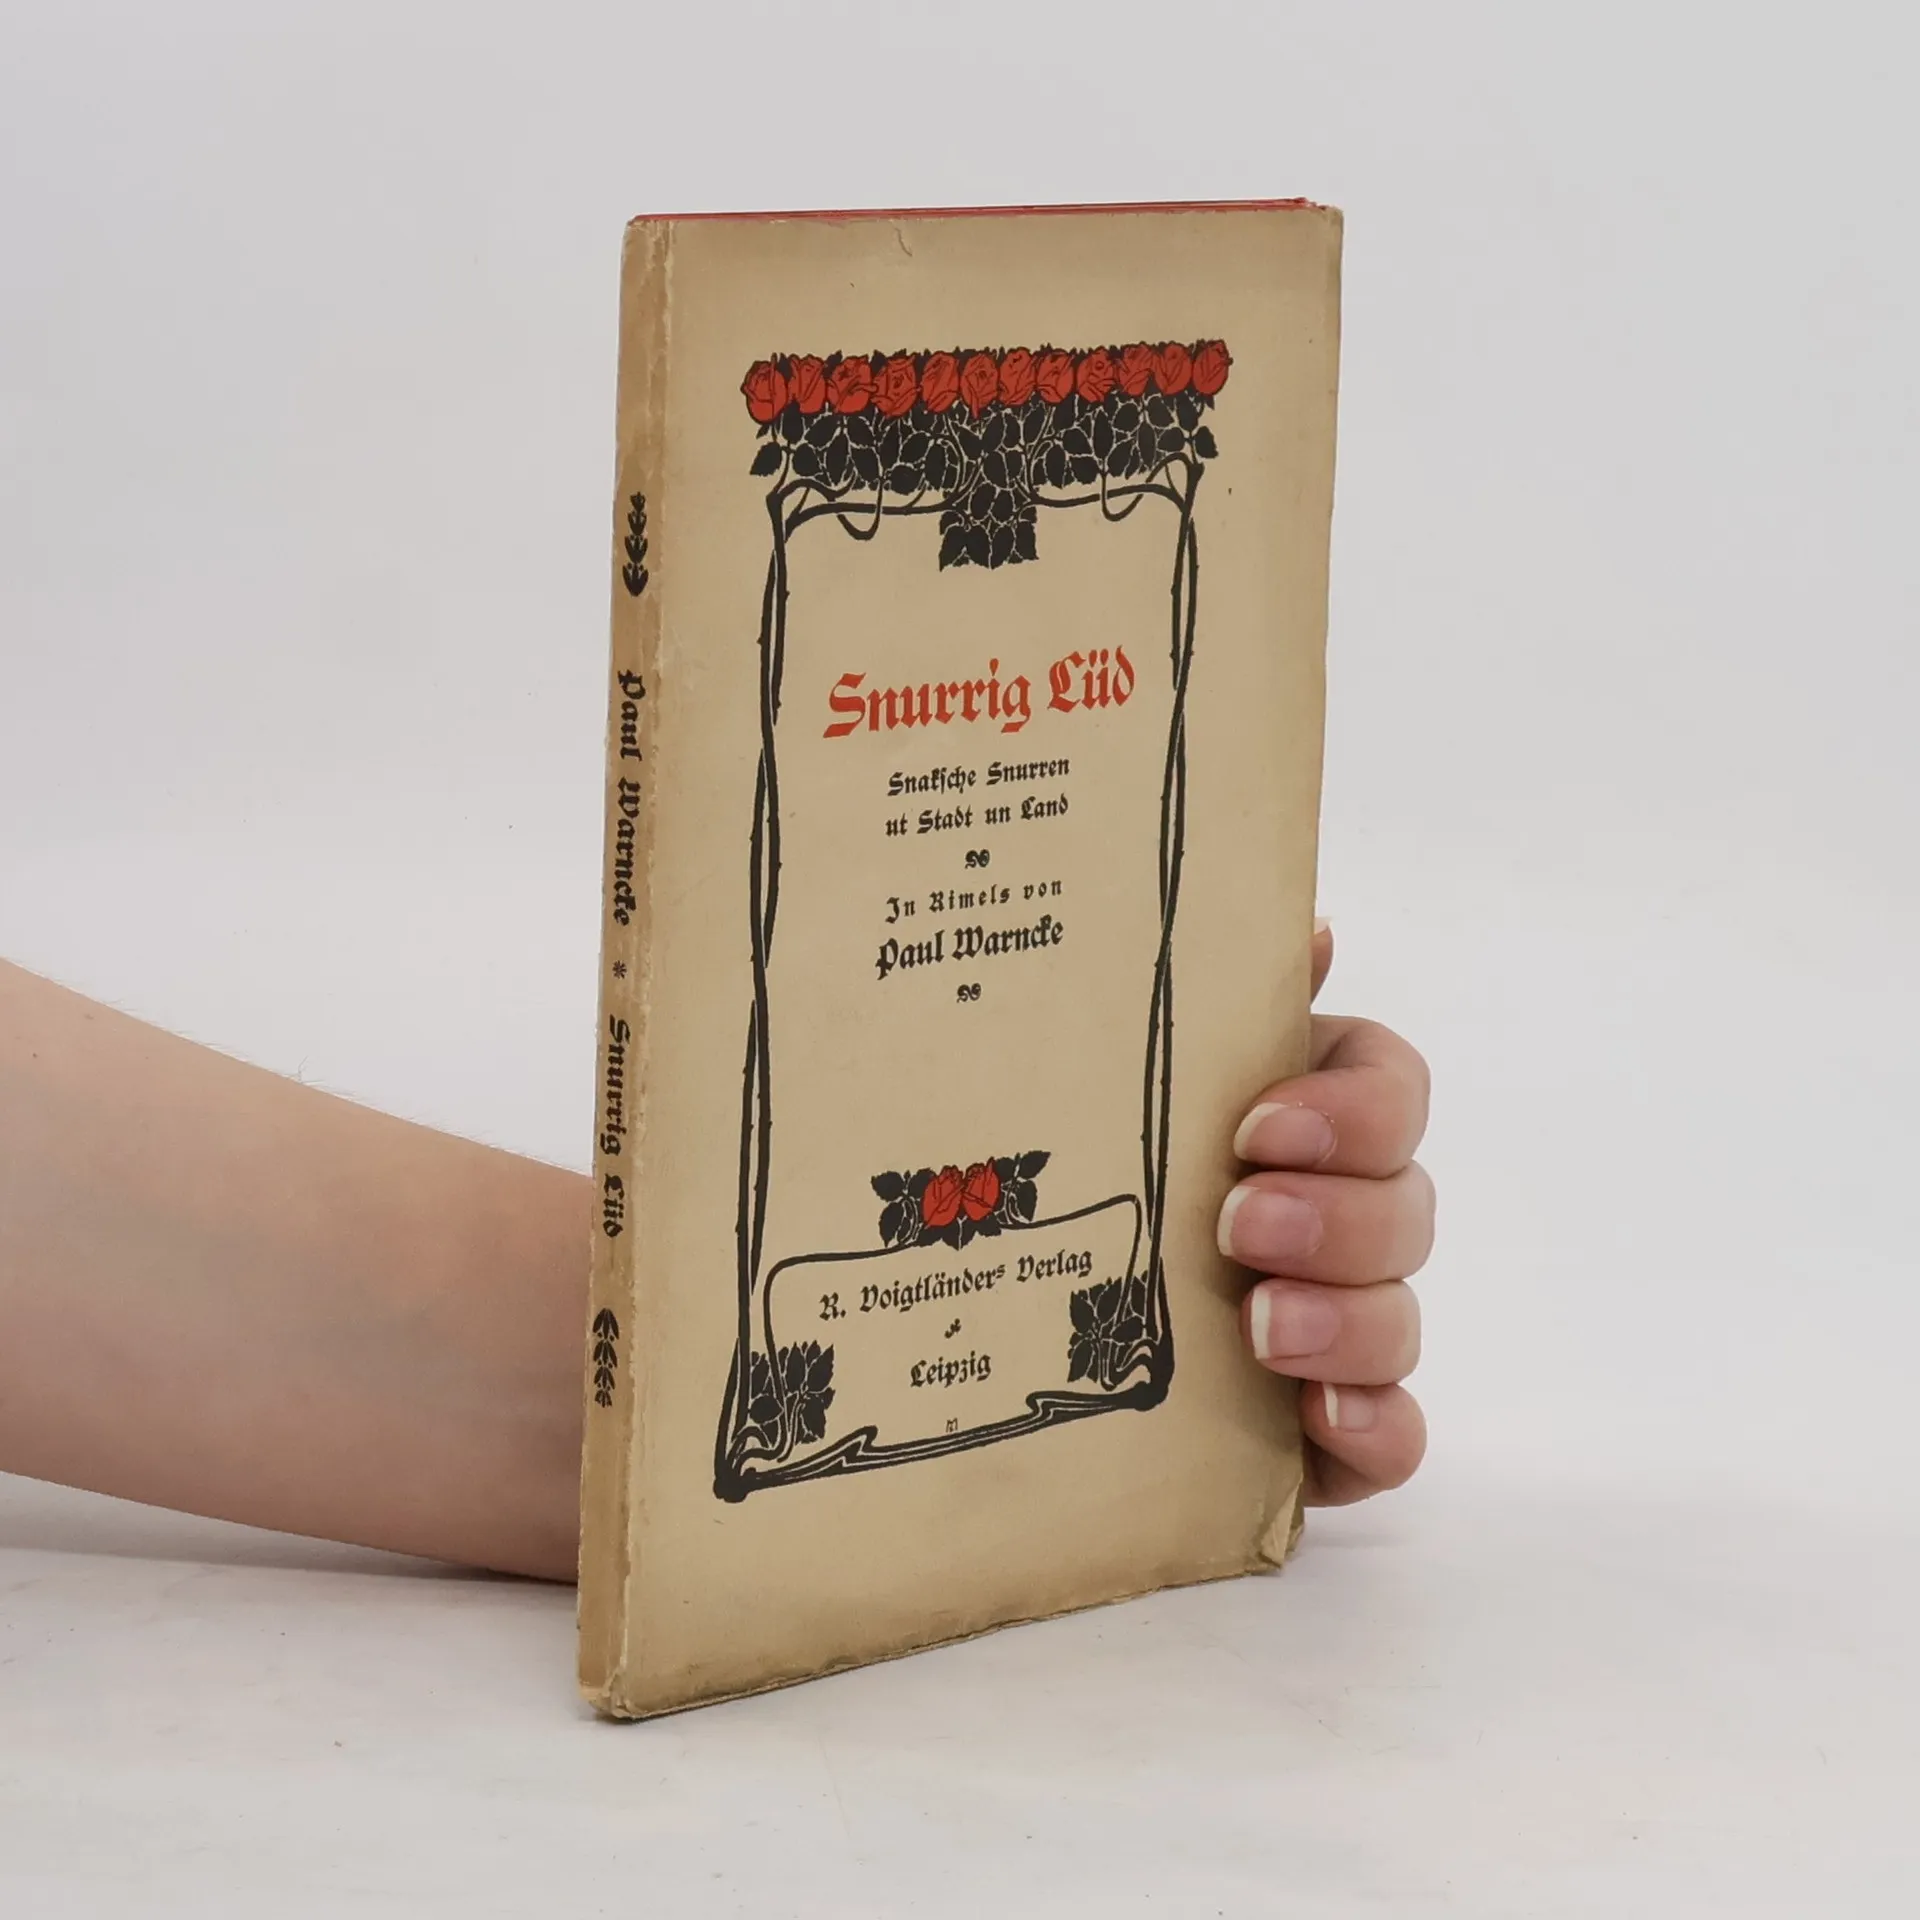 Snurrig Lüd
Snaksche Snurren
ut Stadt un Land
In Rimels von
Paul Warncke
R. Voigtländers Verlag
Leipzig
Paul Warncke * Snurrig Lüd